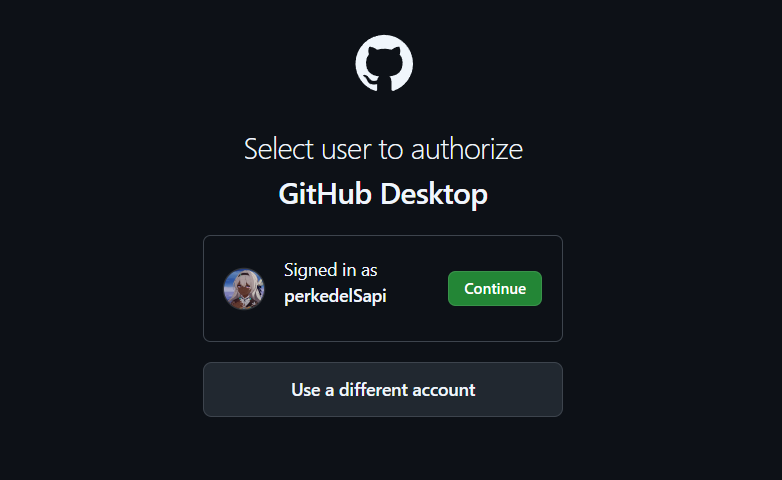 Select user to authorize
GitHub Desktop
Signed in as
perkedelSapi
Continue
Use a different account